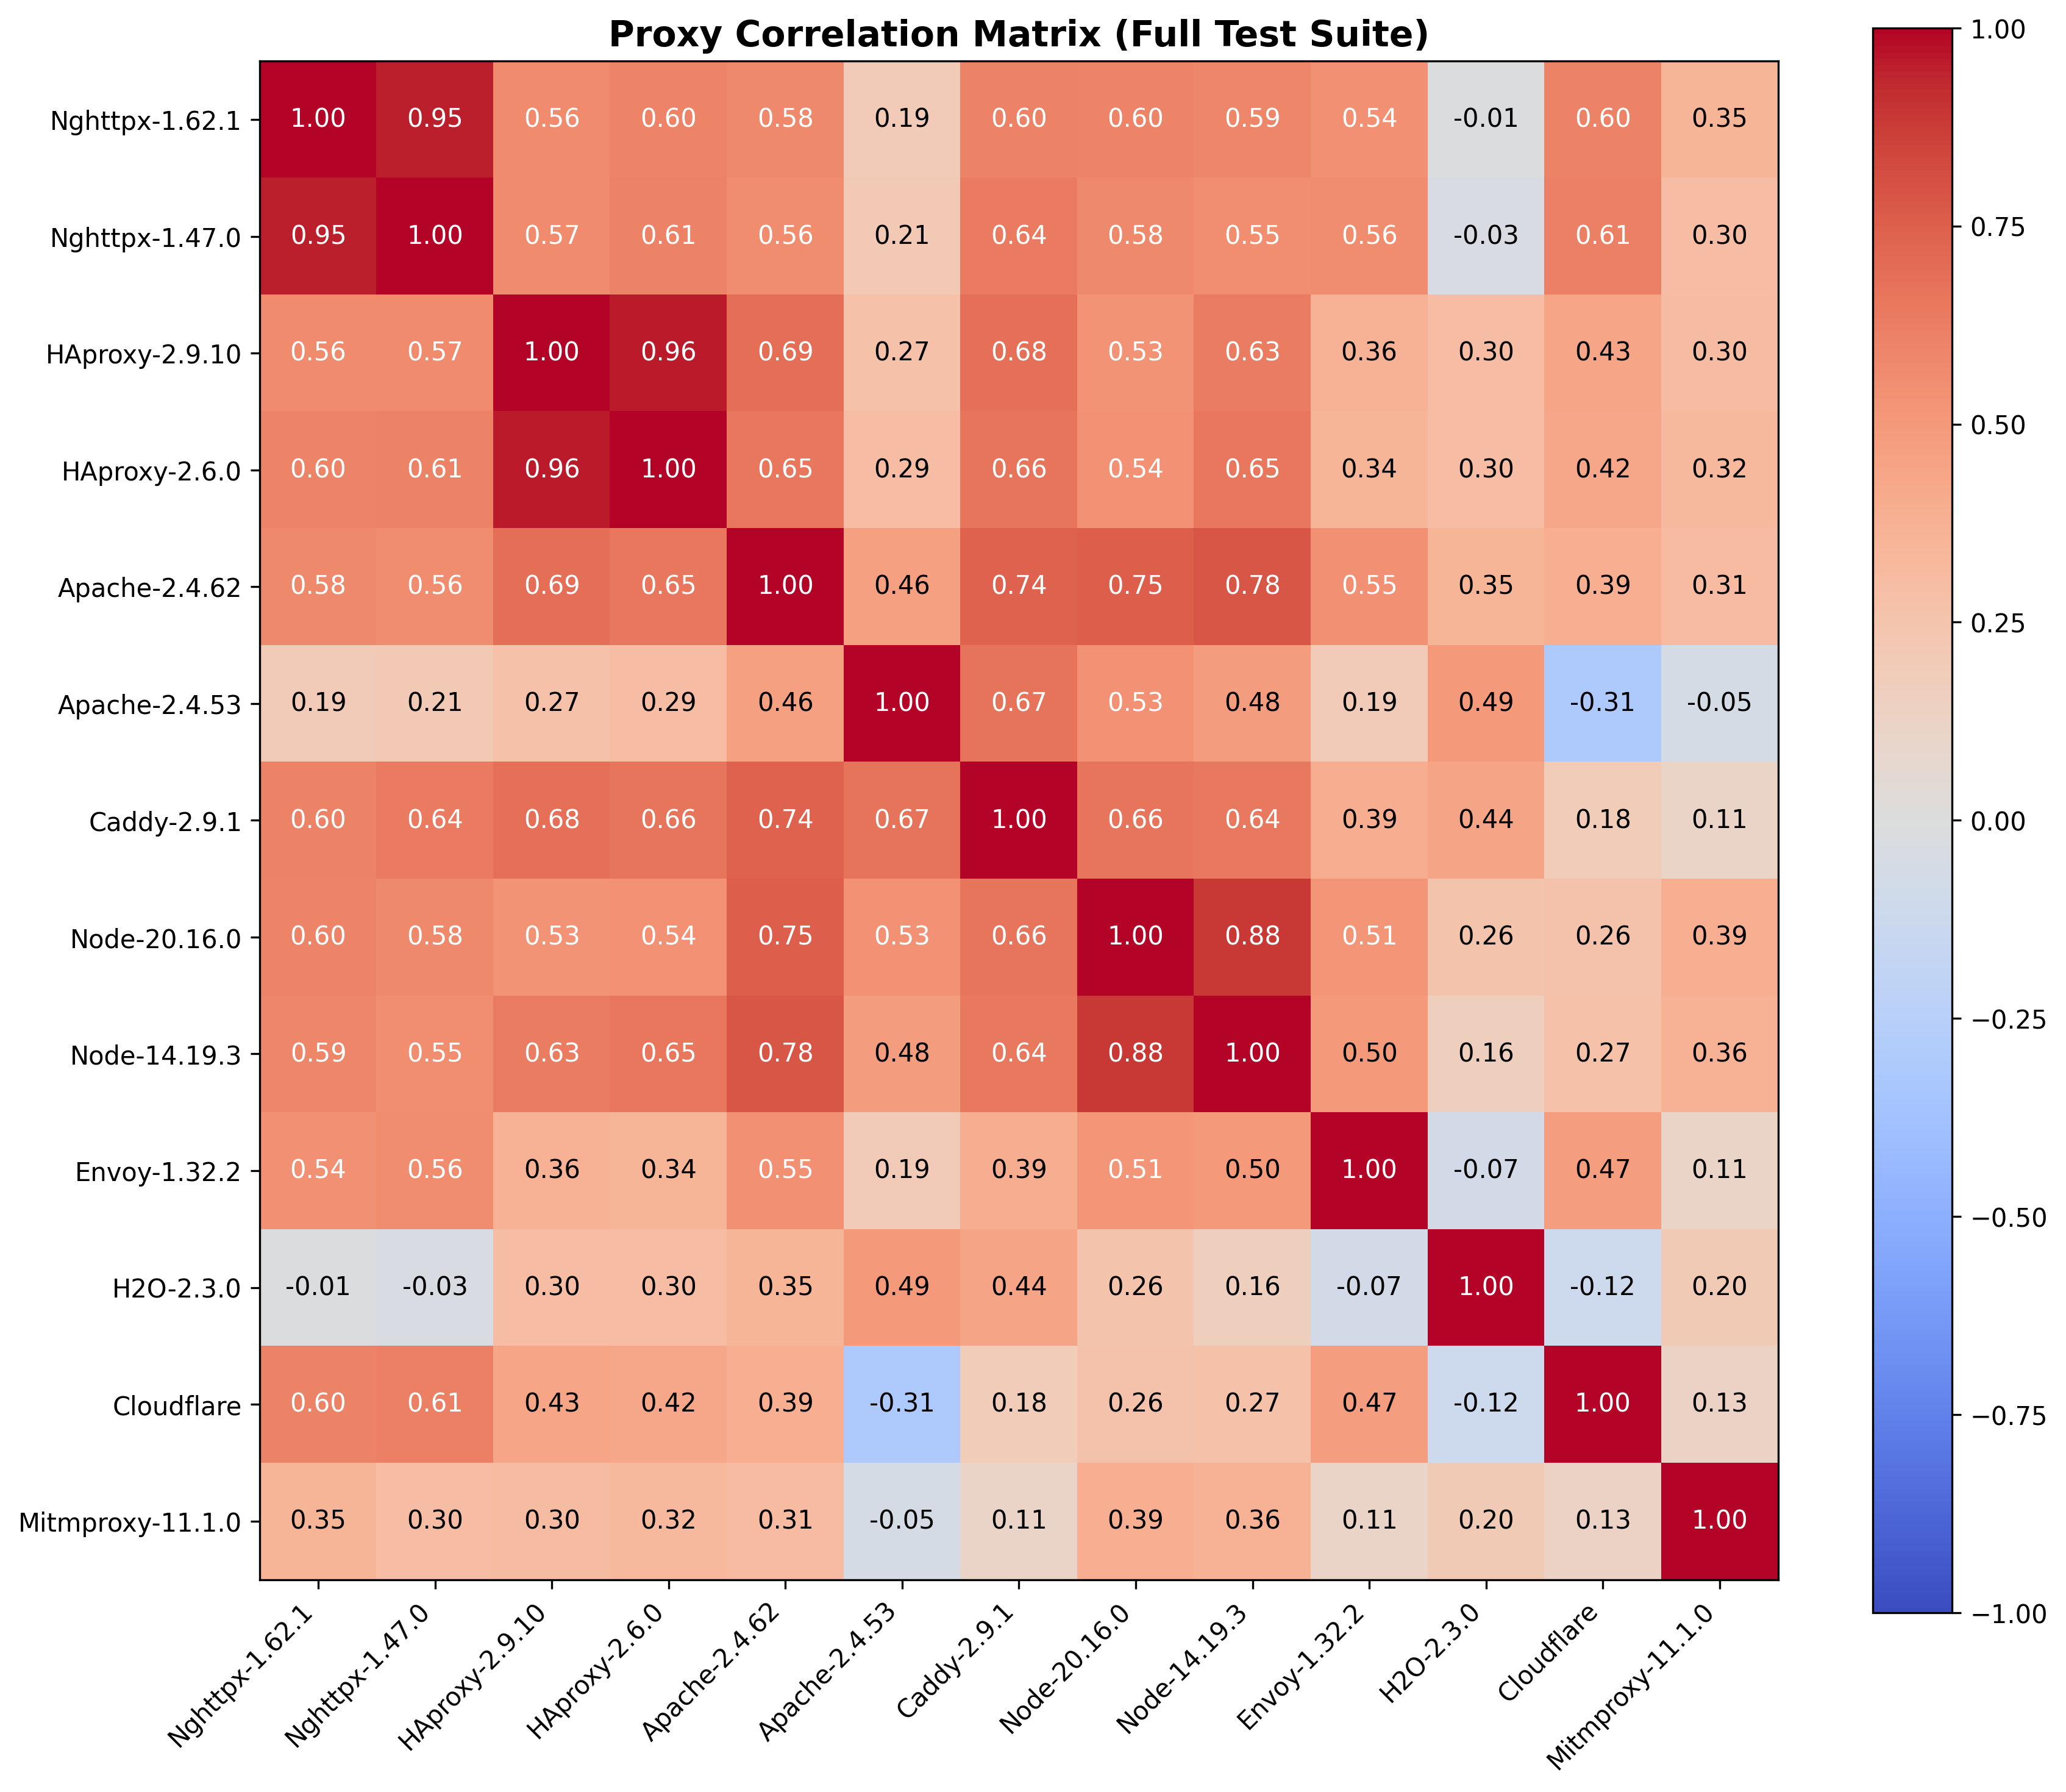 Proxy Correlation Matrix (Full Test Suite)
Nghttpx-1.62.1 1.00 0.95 0.56 0.60 0.58 0.19 0.60 0.60 0.59 0.54 -0.01 0.60 0.35
Nghttpx-1.47.0 0.95 1.00 0.57 0.61 0.56 0.21 0.64 0.58 0.55 0.56 -0.03 0.61 0.30
HAproxy-2.9.10 0.56 0.57 1.00 0.96 0.69 0.27 0.68 0.53 0.63 0.36 0.30 0.43 0.30
HAproxy-2.6.0 0.60 0.61 0.96 1.00 0.65 0.29 0.66 0.54 0.65 0.34 0.30 0.42 0.32
Apache-2.4.62 0.58 0.56 0.69 0.65 1.00 0.46 0.74 0.75 0.78 0.55 0.35 0.39 0.31
Apache-2.4.53 0.19 0.21 0.27 0.29 0.46 1.00 0.67 0.53 0.48 0.19 0.49 -0.31 -0.05
Caddy-2.9.1 0.60 0.64 0.68 0.66 0.74 0.67 1.00 0.66 0.64 0.39 0.44 0.18 0.11
Node-20.16.0 0.60 0.58 0.53 0.54 0.75 0.53 0.66 1.00 0.88 0.51 0.26 0.26 0.39
Node-14.19.3 0.59 0.55 0.63 0.65 0.78 0.48 0.64 0.88 1.00 0.50 0.16 0.27 0.36
Envoy-1.32.2 0.54 0.56 0.36 0.34 0.55 0.19 0.39 0.51 0.50 1.00 -0.07 0.47 0.11
H2O-2.3.0 -0.01 -0.03 0.30 0.30 0.35 0.49 0.44 0.26 0.16 -0.07 1.00 -0.12 0.20
Cloudflare 0.60 0.61 0.43 0.42 0.39 -0.31 0.18 0.26 0.27 0.47 -0.12 1.00 0.13
Mitmproxy-11.1.0 0.35 0.30 0.30 0.32 0.31 -0.05 0.11 0.39 0.36 0.11 0.20 0.13 1.00
Nghttpx-1.62.1
Nghttpx-1.47.0
HAproxy-2.9.10
HAproxy-2.6.0
Apache-2.4.62
Apache-2.4.53
Caddy-2.9.1
Node-20.16.0
Node-14.19.3
Envoy-1.32.2
H2O-2.3.0
Cloudflare
Mitmproxy-11.1.0
1.00
0.75
0.50
0.25
0.00
−0.25
−0.50
−0.75
−1.00